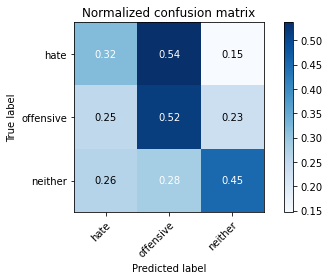 Normalized confusion matrix
True label
hate 0.32 0.54 0.15
offensive 0.25 0.52 0.23
neither 0.26 0.28 0.45
hate offensive neither
Predicted label
0.50
0.45
0.40
0.35
0.30
0.25
0.20
0.15